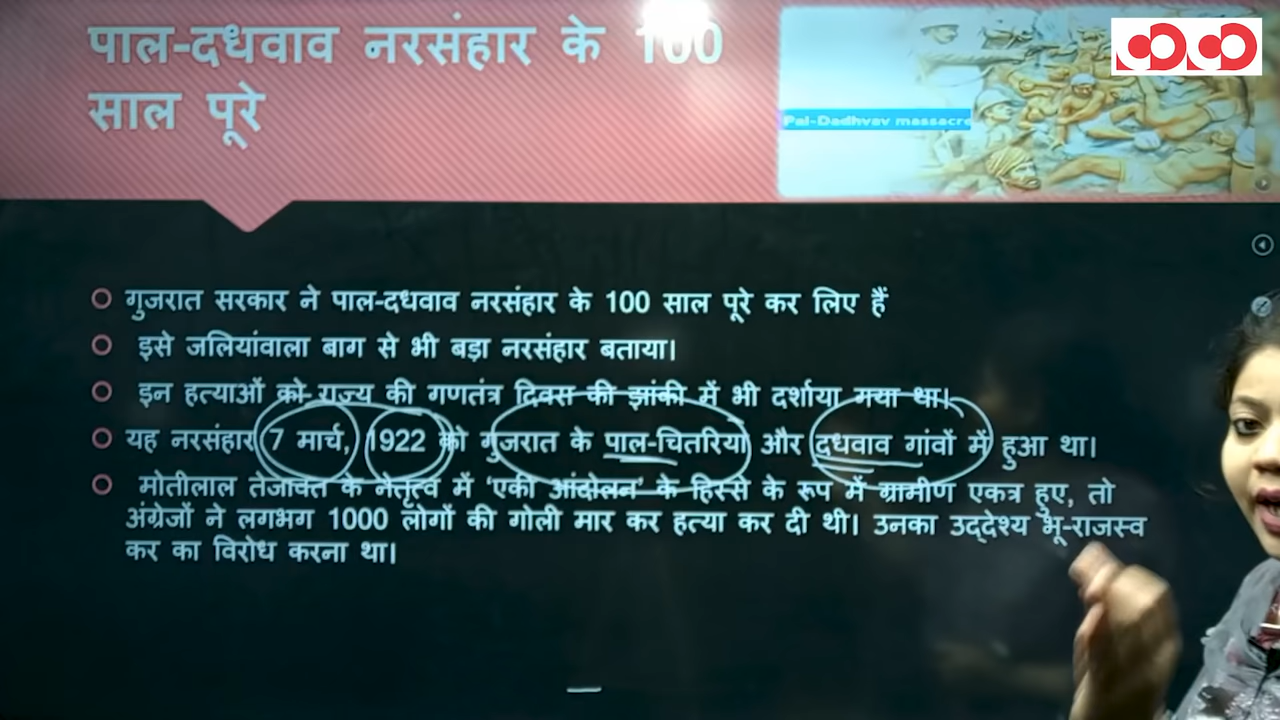 पाल-दधवाव नरसंहार के 100
साल पूरे
Pal-Dadhvav massacre
गुजरात सरकार ने पाल-दधवाव नरसंहार के 100 साल पूरे कर लिए हैं
इसे जलियांवाला बाग से भी बड़ा नरसंहार बताया।
इन हत्याओं को राज्य की गणतंत्र दिवस की झांकी में भी दर्शाया गया था।
यह नरसंहार 7 मार्च, 1922 को गुजरात के पाल-चितरिया और दधवाव गांवों में हुआ था।
मोतीलाल तेजावत के नेतृत्व में 'एकी आंदोलन' के हिस्से के रूप में ग्रामीण एकत्र हुए, तो
अंग्रेजों ने लगभग 1000 लोगों की गोली मार कर हत्या कर दी थी। उनका उद्देश्य भू-राजस्व
कर का विरोध करना था।